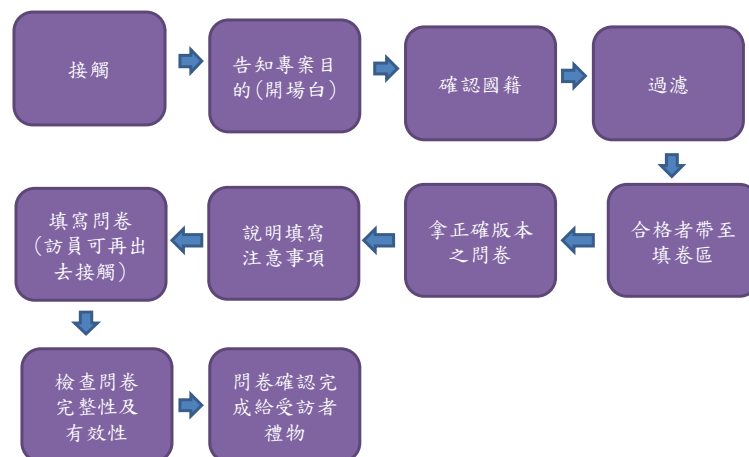 接觸
告知專案目
的(開場白)
確認國籍
過濾
合格者帶至
填卷區
拿正確版本
之問卷
說明填寫
注意事項
填寫問卷
(訪員可再出
去接觸)
檢查問卷
完整性及
有效性
問卷確認完
成給受訪者
禮物